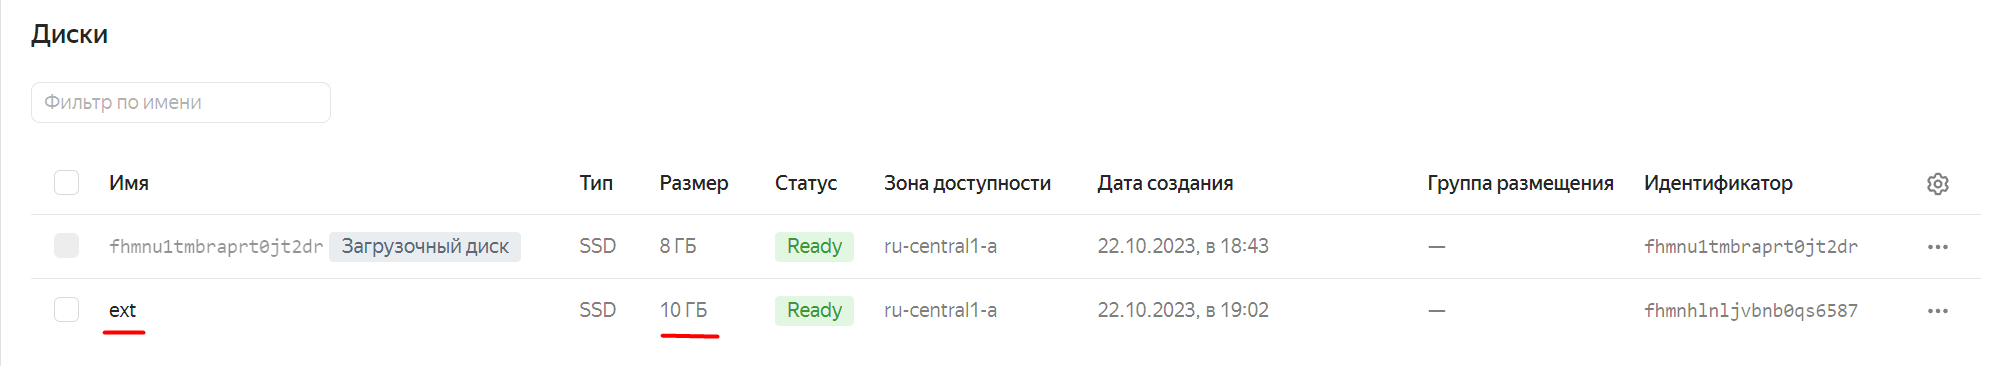 Диски
Фильтр по имени
Имя Тип Размер Статус Зона доступности Дата создания Группа размещения Идентификатор
fhmnu1tmbraprt0jt2dr Загрузочный диск SSD 8 ГБ Ready ru-central1-a 22.10.2023, в 18:43 — fhmnu1tmbraprt0jt2dr
ext SSD 10 ГБ Ready ru-central1-a 22.10.2023, в 19:02 — fhmnhlnljvbnb0qs6587